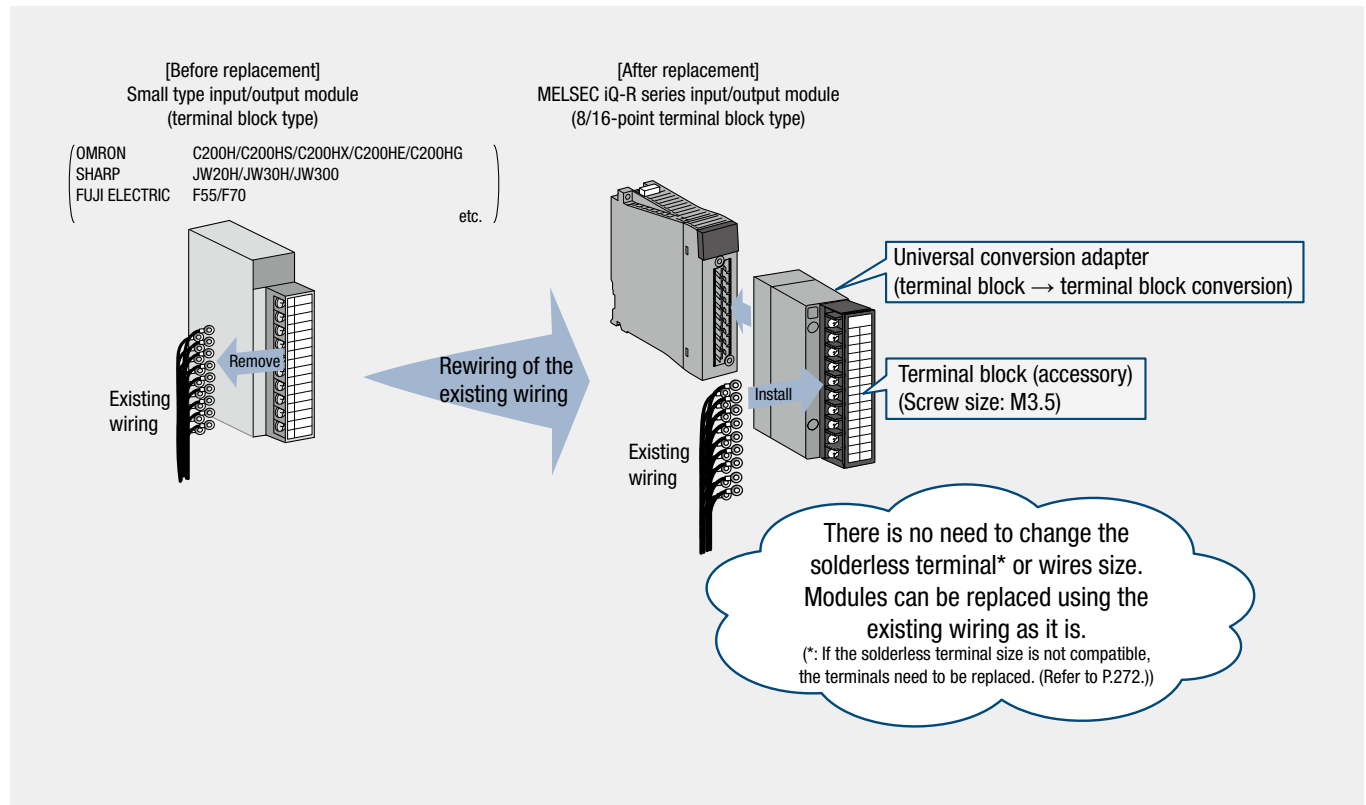 [Before replacement]
Small type input/output module
(terminal block type)
OMRON C200H/C200HS/C200HX/C200HE/C200HG
SHARP JW20H/JW30H/JW300
FUJI ELECTRIC F55/F70
etc.
Remove
Existing
wiring
Rewiring of the
existing wiring
[After replacement]
MELSEC iQ-R series input/output module
(8/16-point terminal block type)
Universal conversion adapter
(terminal block → terminal block conversion)
Install
Terminal block (accessory)
(Screw size: M3.5)
Existing
wiring
There is no need to change the
solderless terminal* or wires size.
Modules can be replaced using the
existing wiring as it is.
(*: If the solderless terminal size is not compatible,
the terminals need to be replaced. (Refer to P.272.))